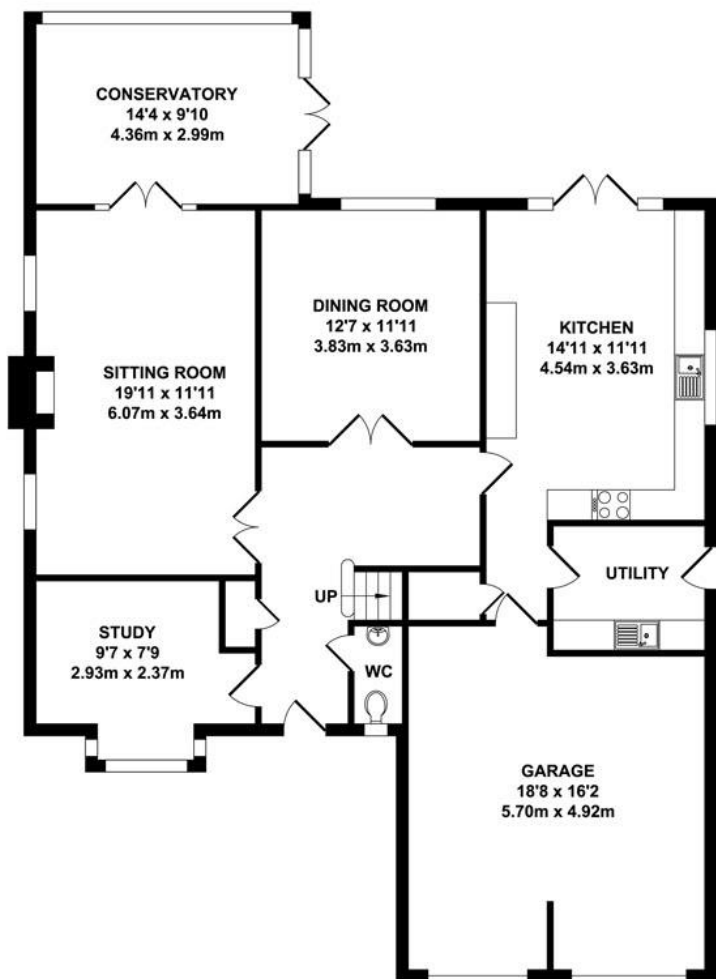 CONSERVATORY
14'4 x 9'10
4.36m x 2.99m
DINING ROOM
12'7 x 11'11
3.83m x 3.63m
KITCHEN
14'11 x 11'11
4.54m x 3.63m
SITTING ROOM
19'11 x 11'11
6.07m x 3.64m
UP
UTILITY
STUDY
9'7 x 7'9
2.93m x 2.37m
WC
GARAGE
18'8 x 16'2
5.70m x 4.92m